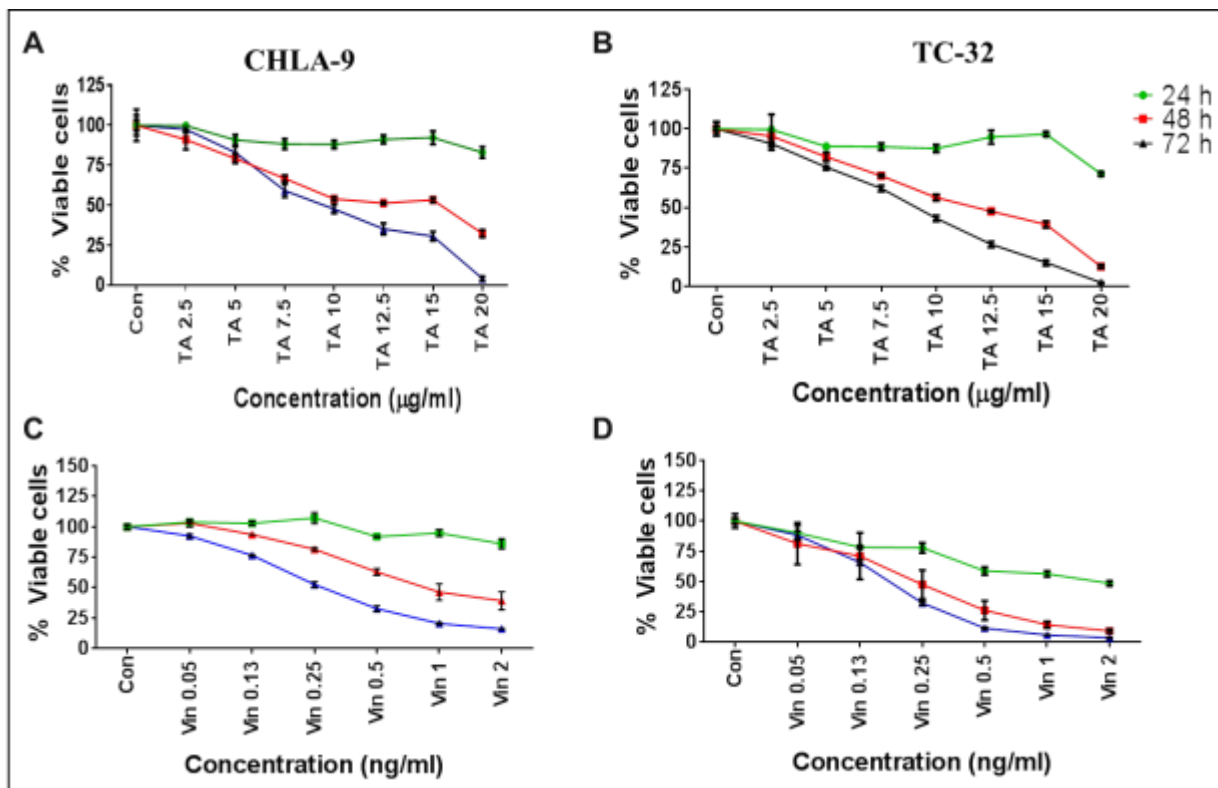 A
CHLA-9
% Viable cells
125
100
75
50
25
0
Con
TA 2.5
TA 5
TA 7.5
TA 10
TA 12.5
TA 15
TA 20
Concentration (μg/ml)
B
TC-32
% Viable cells
125
100
75
50
25
0
Con
TA 2.5
TA 5
TA 7.5
TA 10
TA 12.5
TA 15
TA 20
Concentration (μg/ml)
24 h
48 h
72 h
C
% Viable cells
150
125
100
75
50
25
0
Con
Vin 0.05
Vin 0.13
Vin 0.25
Vin 0.5
Vin 1
Vin 2
Concentration (ng/ml)
D
% Viable cells
150
125
100
75
50
25
0
Con
Vin 0.05
Vin 0.13
Vin 0.25
Vin 0.5
Vin 1
Vin 2
Concentration (ng/ml)